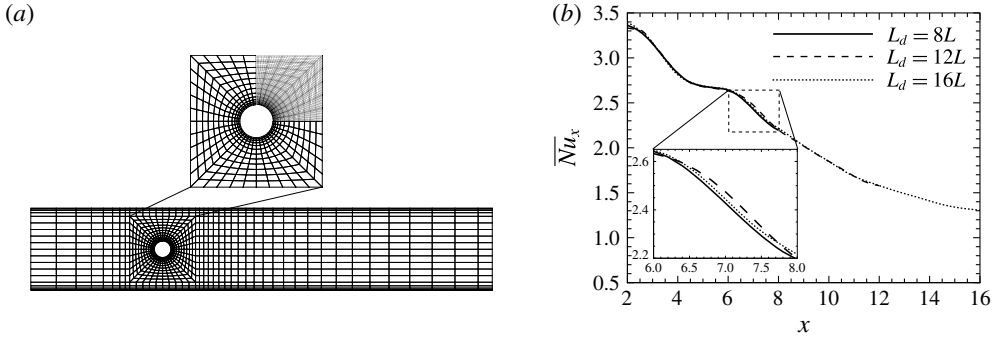 (a)
(b)
3.5
3.0
2.5
2.0
1.5
1.0
0.5
Nu̅x
L_d = 8L
L_d = 12L
L_d = 16L
2.6
2.4
2.2
6.0 6.5 7.0 7.5 8.0
2 4 6 8 10 12 14 16
x